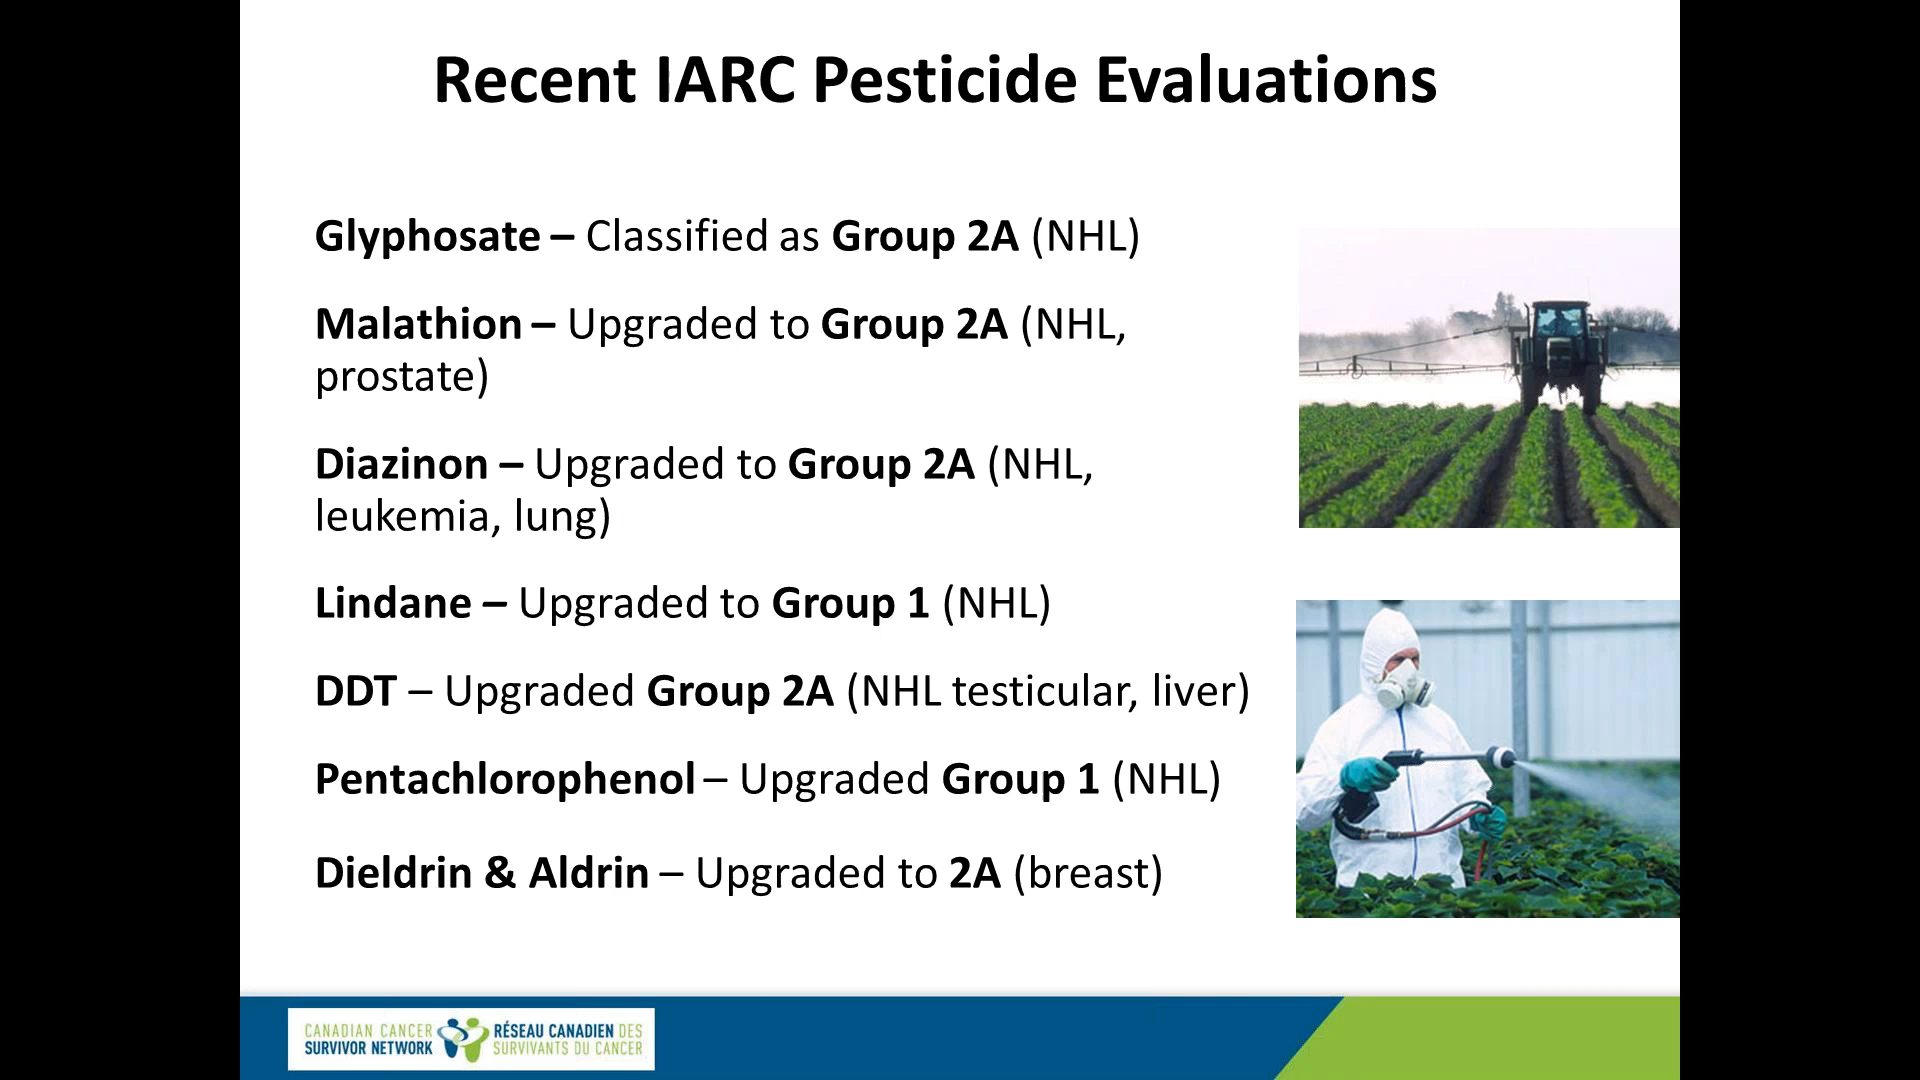 Recent IARC Pesticide Evaluations
Glyphosate – Classified as Group 2A (NHL)
Malathion – Upgraded to Group 2A (NHL,
prostate)
Diazinon – Upgraded to Group 2A (NHL,
leukemia, lung)
Lindane – Upgraded to Group 1 (NHL)
DDT – Upgraded Group 2A (NHL testicular, liver)
Pentachlorophenol – Upgraded Group 1 (NHL)
Dieldrin & Aldrin – Upgraded to 2A (breast)
CANADIAN CANCER
SURVIVOR NETWORK
RÉSEAU CANADIEN DES
SURVIVANTS DU CANCER